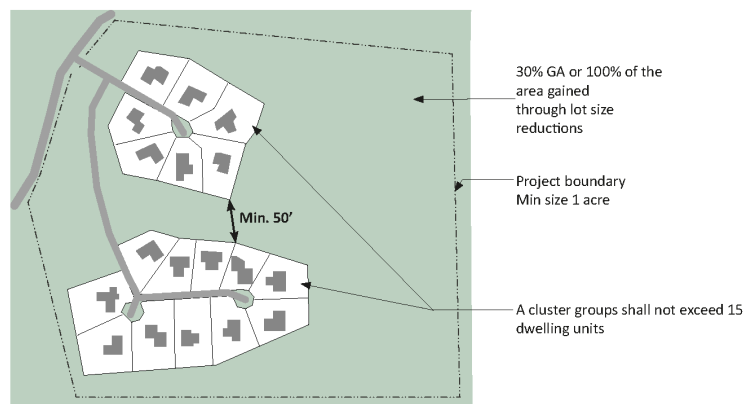 30% GA or 100% of the
area gained
through lot size
reductions
Project boundary
Min size 1 acre
Min. 50'
A cluster groups shall not exceed 15
dwelling units